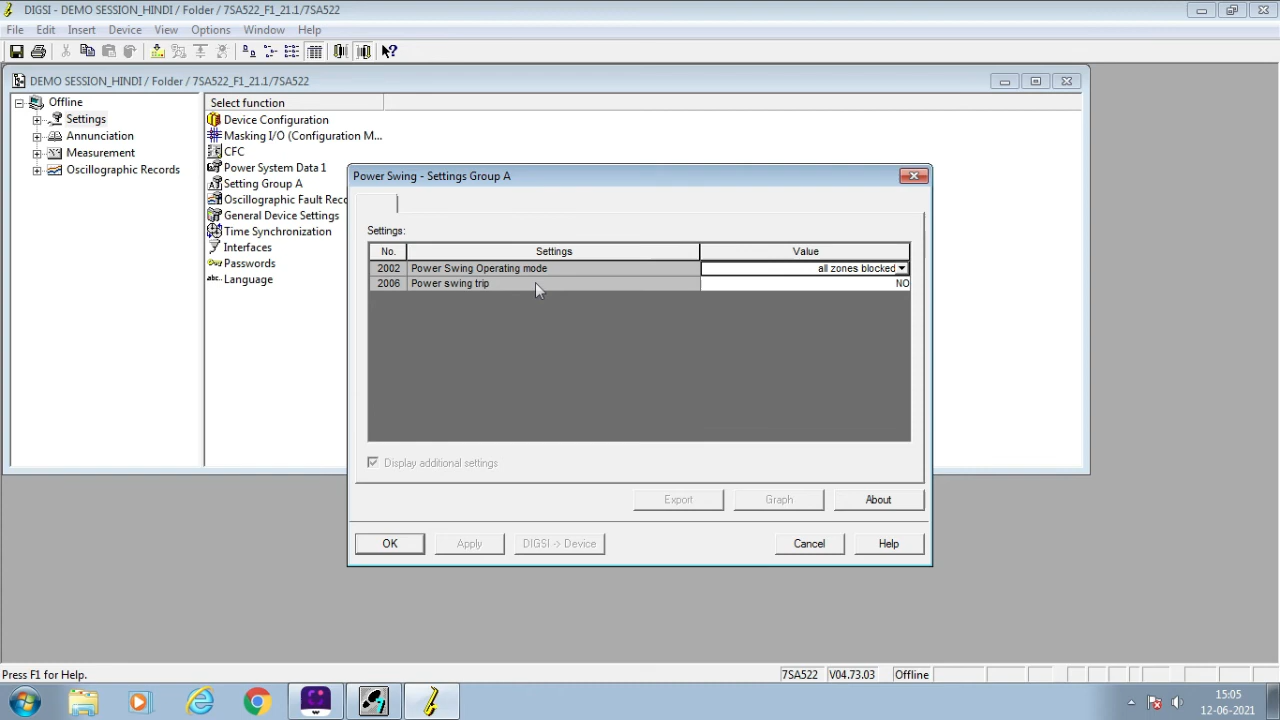 DIGSI - DEMO SESSION_HINDI / Folder / 7SA522_F1_21.1/7SA522
File Edit Insert Device View Options Window Help
DEMO SESSION_HINDI / Folder / 7SA522_F1_21.1/7SA522
Offline
Settings
Annunciation
Measurement
Oscillographic Records
Select function
Device Configuration
Masking I/O (Configuration M...
CFC
Power System Data 1
Setting Group A
Oscillographic Fault Reco
General Device Settings
Time Synchronization
Interfaces
Passwords
Language
Power Swing - Settings Group A
Settings:
No. Settings Value
2002 Power Swing Operating mode all zones blocked
2006 Power swing trip NO
Display additional settings
Export Graph About
OK Apply DIGSI -> Device Cancel Help
Press F1 for Help. 7SA522 V04.73.03 Offline
15:05
12-06-2021